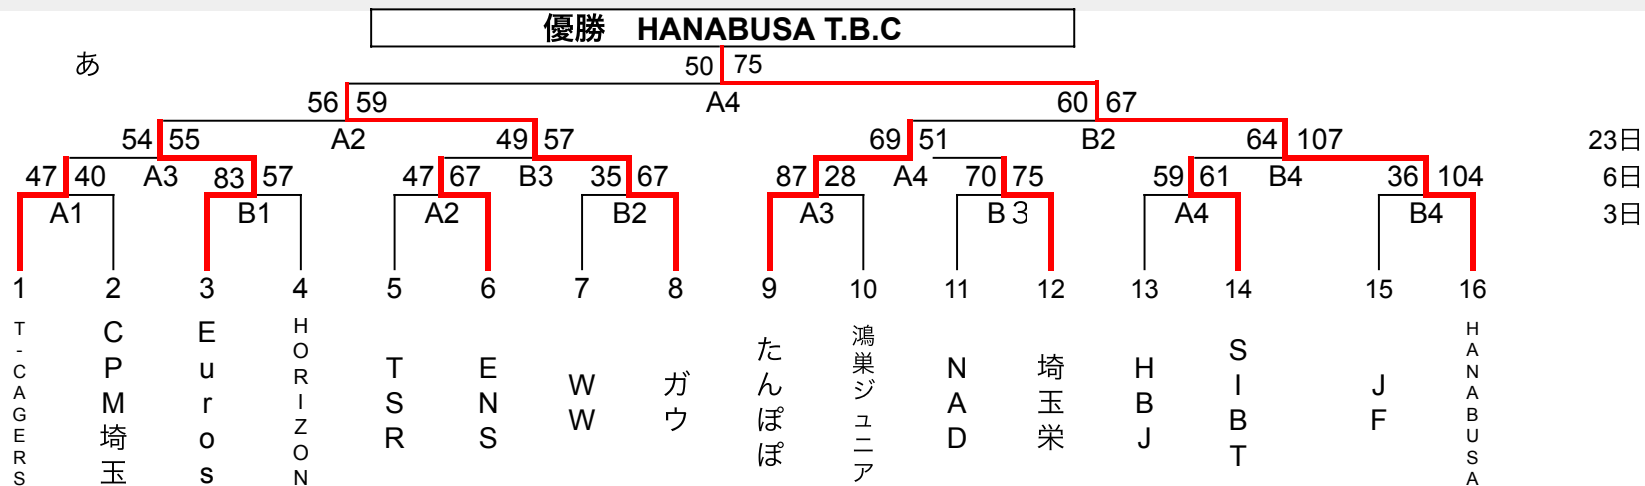 優勝　HANABUSA T.B.C
あ
50 75
56 59 A4 60 67
54 55 A2 49 57 69 51 B2 64 107 23日
47 40 A3 83 57 47 67 B3 35 67 87 28 A4 70 75 59 61 B4 36 104 6日
A1 B1 A2 B2 A3 B３ A4 B4 3日
1 2 3 4 5 6 7 8 9 10 11 12 13 14 15 16
T-CAGERS
CPM埼玉
Euros
HORIZON
TSR
ENS
WW
ガウ
たんぽぽ
鴻巣ジュニア
NAD
埼玉栄
HBJ
SIBT
JF
HANABUSA